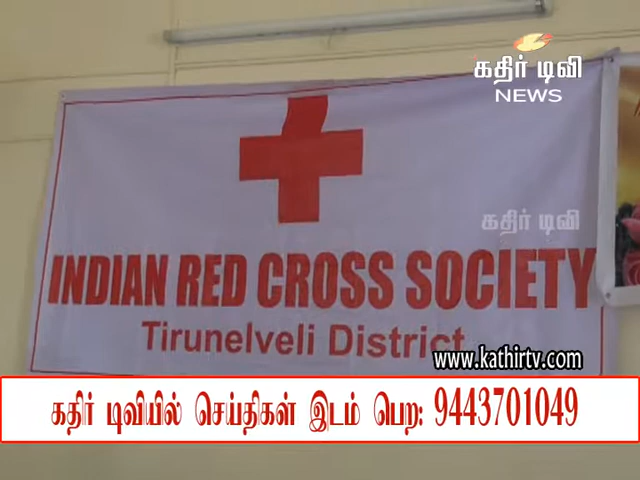 கதிர் டிவி
NEWS
கதிர் டிவி
INDIAN RED CROSS SOCIETY
Tirunelveli District
www.kathirtv.com
கதிர் டிவியில் செய்திகள் இடம் பெற: 9443701049